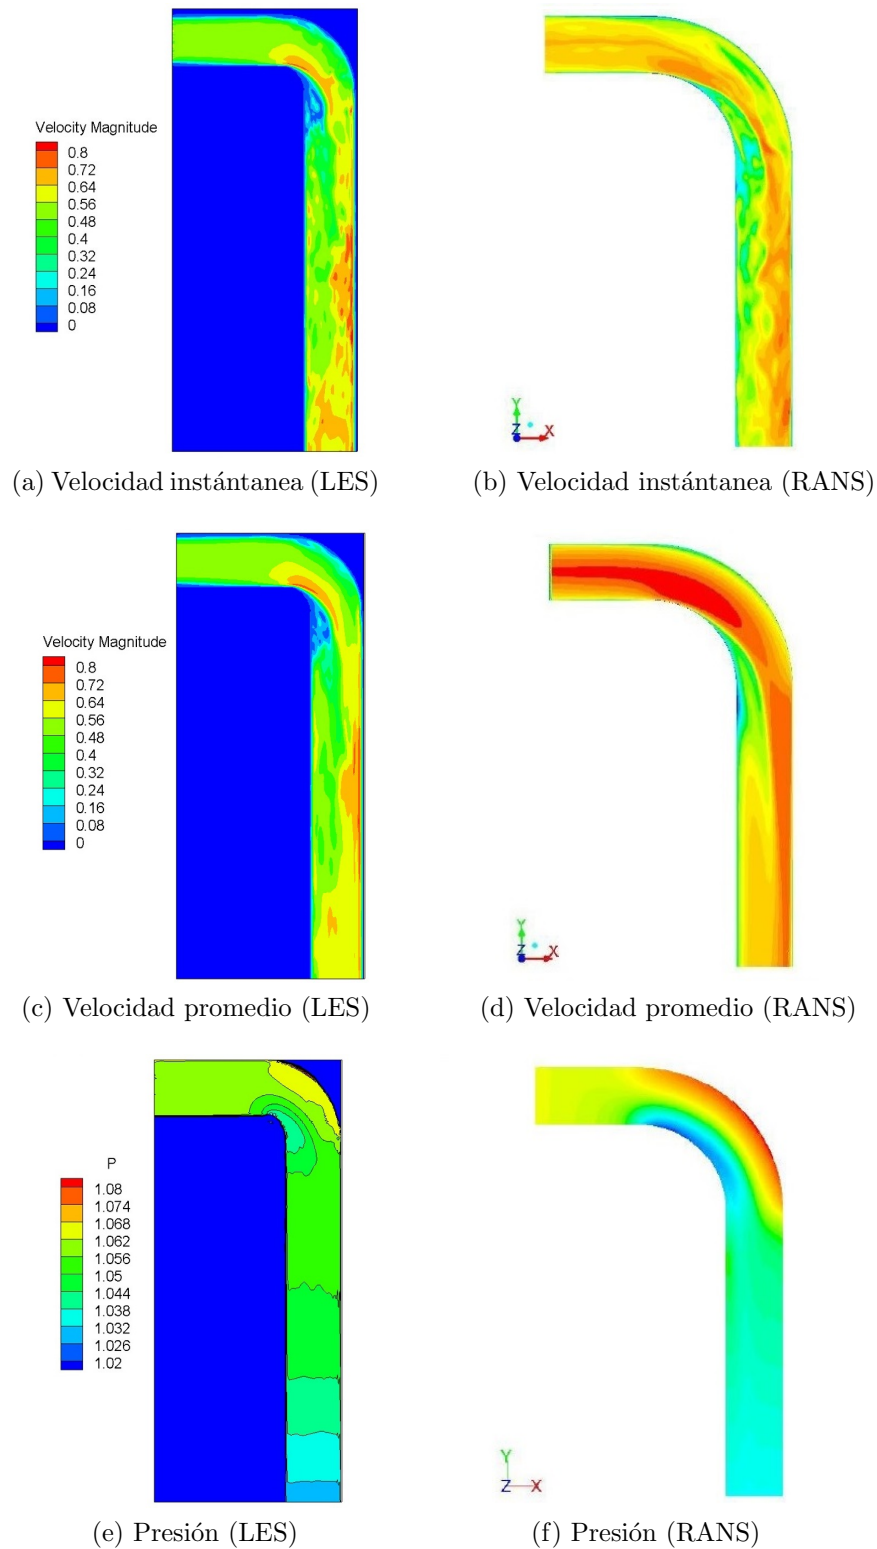 Velocity Magnitude
0.8
0.72
0.64
0.56
0.48
0.4
0.32
0.24
0.16
0.08
0
Y
Z
X
(a) Velocidad instántanea (LES)
(b) Velocidad instántanea (RANS)
Velocity Magnitude
0.8
0.72
0.64
0.56
0.48
0.4
0.32
0.24
0.16
0.08
0
Y
Z
X
(c) Velocidad promedio (LES)
(d) Velocidad promedio (RANS)
P
1.08
1.074
1.068
1.062
1.056
1.05
1.044
1.038
1.032
1.026
1.02
Y
Z
X
(e) Presión (LES)
(f) Presión (RANS)